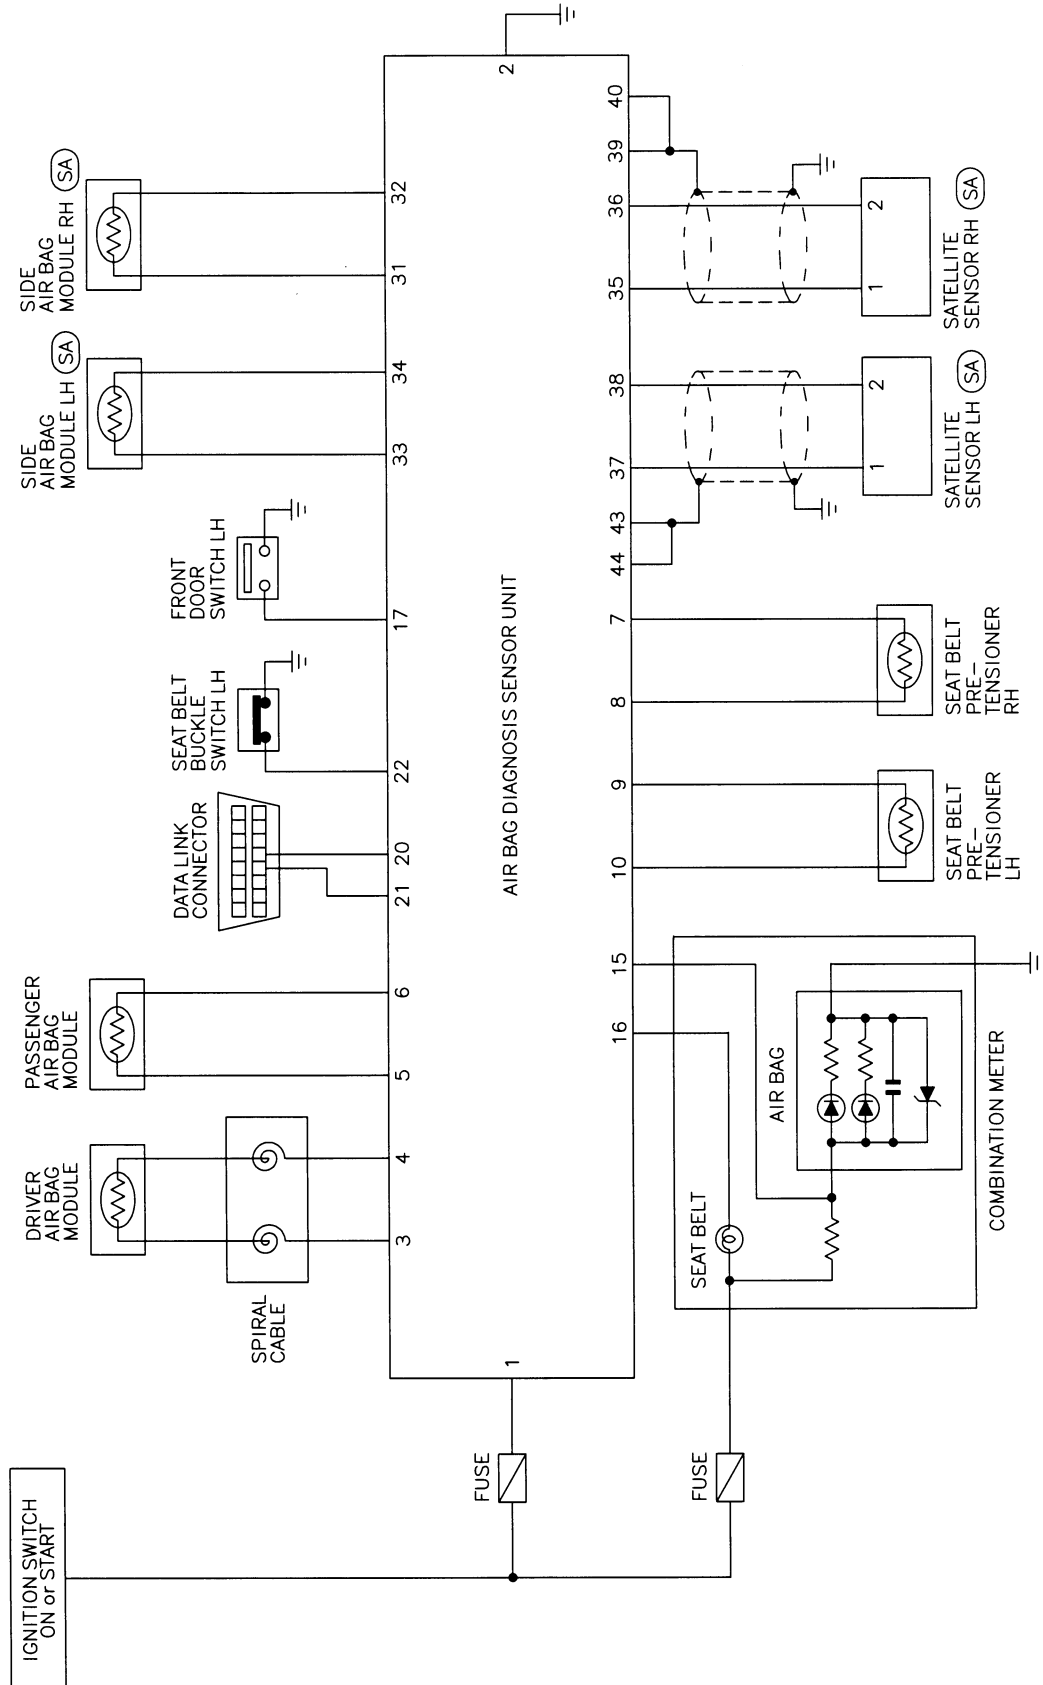 IGNITION SWITCH
ON or START
FUSE
FUSE
1
2
AIR BAG DIAGNOSIS SENSOR UNIT
SPIRAL
CABLE
DRIVER
AIR BAG
MODULE
3
4
PASSENGER
AIR BAG
MODULE
5
6
DATA LINK
CONNECTOR
21
20
SEAT BELT
BUCKLE
SWITCH LH
22
FRONT
DOOR
SWITCH LH
17
SIDE
AIR BAG
MODULE LH SA
33
34
SIDE
AIR BAG
MODULE RH SA
31
32
16
15
SEAT BELT
AIR BAG
COMBINATION METER
10
9
SEAT BELT
PRE-
TENSIONER
LH
8
7
SEAT BELT
PRE-
TENSIONER
RH
44
43
37
38
1
2
SATELLITE
SENSOR LH SA
35
36
39
40
1
2
SATELLITE
SENSOR RH SA